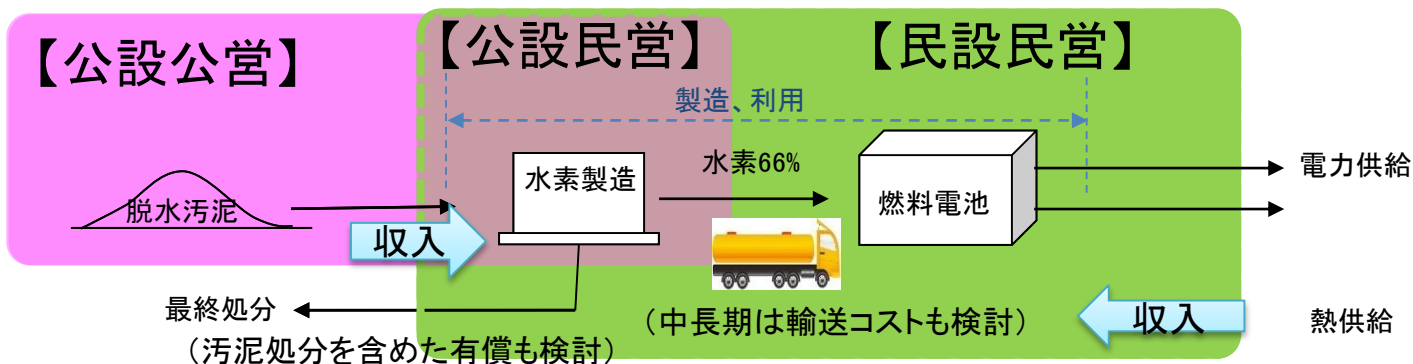 【公設公営】
【公設民営】
【民設民営】
製造、利用
脱水汚泥
水素製造
水素66%
燃料電池
電力供給
収入
最終処分
(汚泥処分を含めた有償も検討)
(中長期は輸送コストも検討)
収入
熱供給